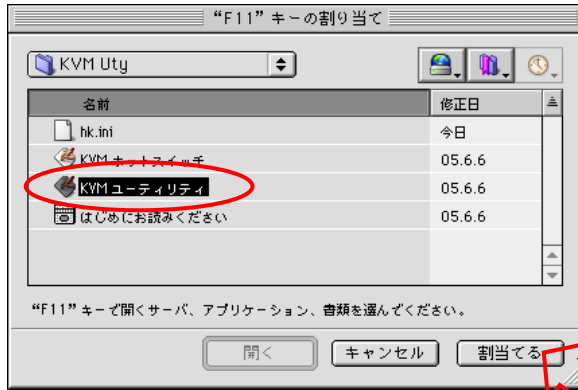 “F11”キーの割り当て
KVM Uty
名前 修正日
hk.ini 今日
KVM ホットスイッチ 05.6.6
KVM ユーティリティ 05.6.6
はじめにお読みください 05.6.6
“F11”キーで開くサーバ、アプリケーション、書類を選んでください。
開く キャンセル 割当てる